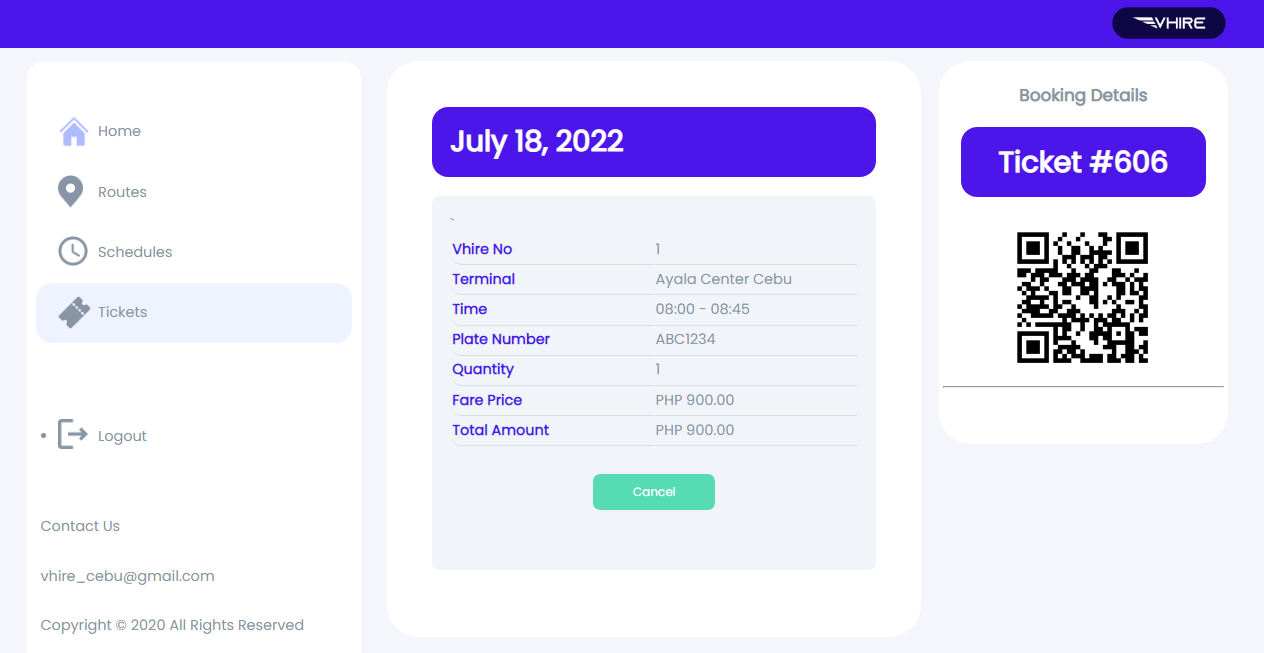 VHIRE
Home
Routes
Schedules
Tickets
Logout
Contact Us
vhire_cebu@gmail.com
Copyright © 2020 All Rights Reserved
July 18, 2022
`
Vhire No 1
Terminal Ayala Center Cebu
Time 08:00 - 08:45
Plate Number ABC1234
Quantity 1
Fare Price PHP 900.00
Total Amount PHP 900.00
Cancel
Booking Details
Ticket #606